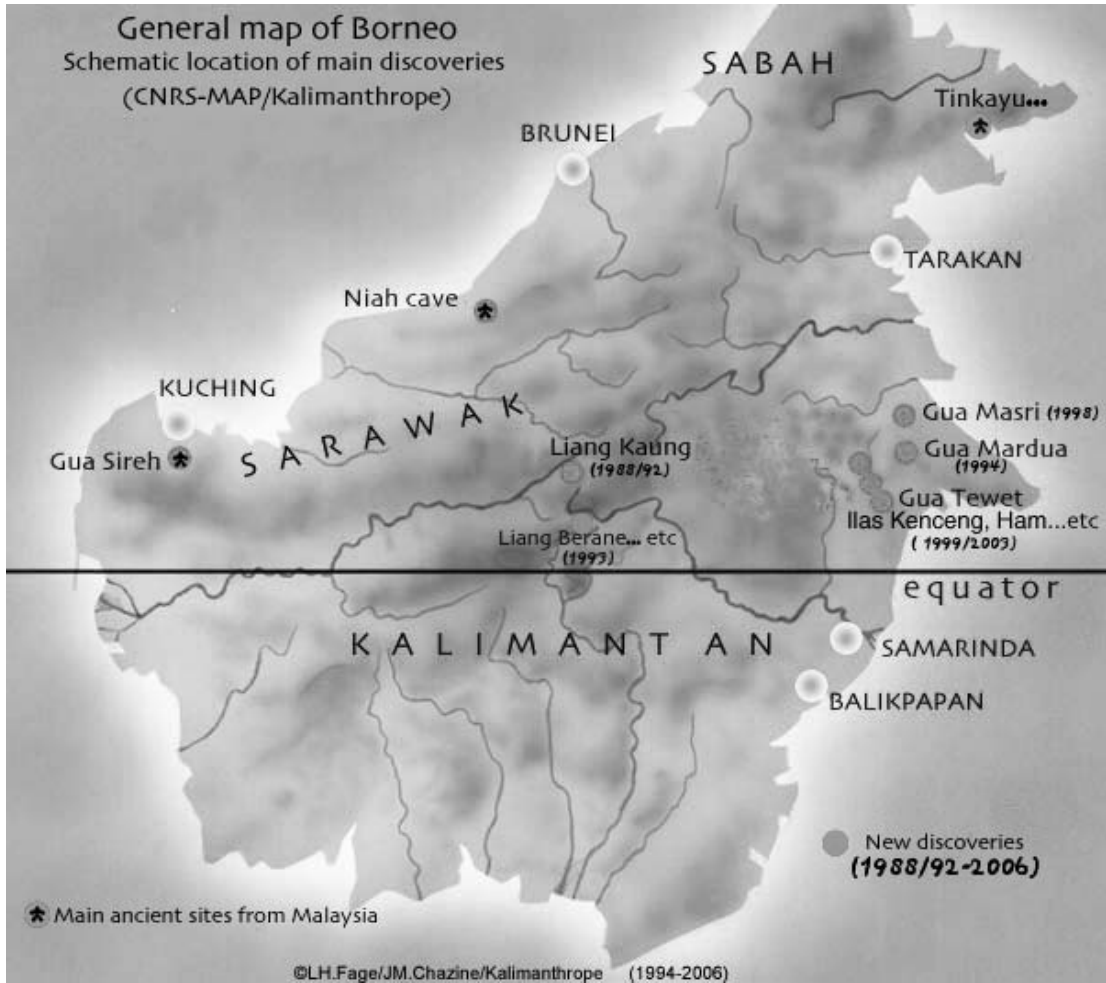 General map of Borneo
Schematic location of main discoveries
(CNRS-MAP/Kalimanthrope)
SABAH
Tinkayu...
BRUNEI
TARAKAN
Niah cave
KUCHING
SARAWAK
Gua Sireh
Gua Masri (1998)
Liang Kaung
(1988/92)
Gua Mardua
(1994)
Gua Tewet
Ilas Kenceng, Ham...etc
(1999/2003)
Liang Berane... etc
(1993)
equator
KALIMANTAN
SAMARINDA
BALIKPAPAN
New discoveries
(1988/92-2006)
Main ancient sites from Malaysia
©LH.Fage/JM.Chazine/Kalimanthrope (1994-2006)